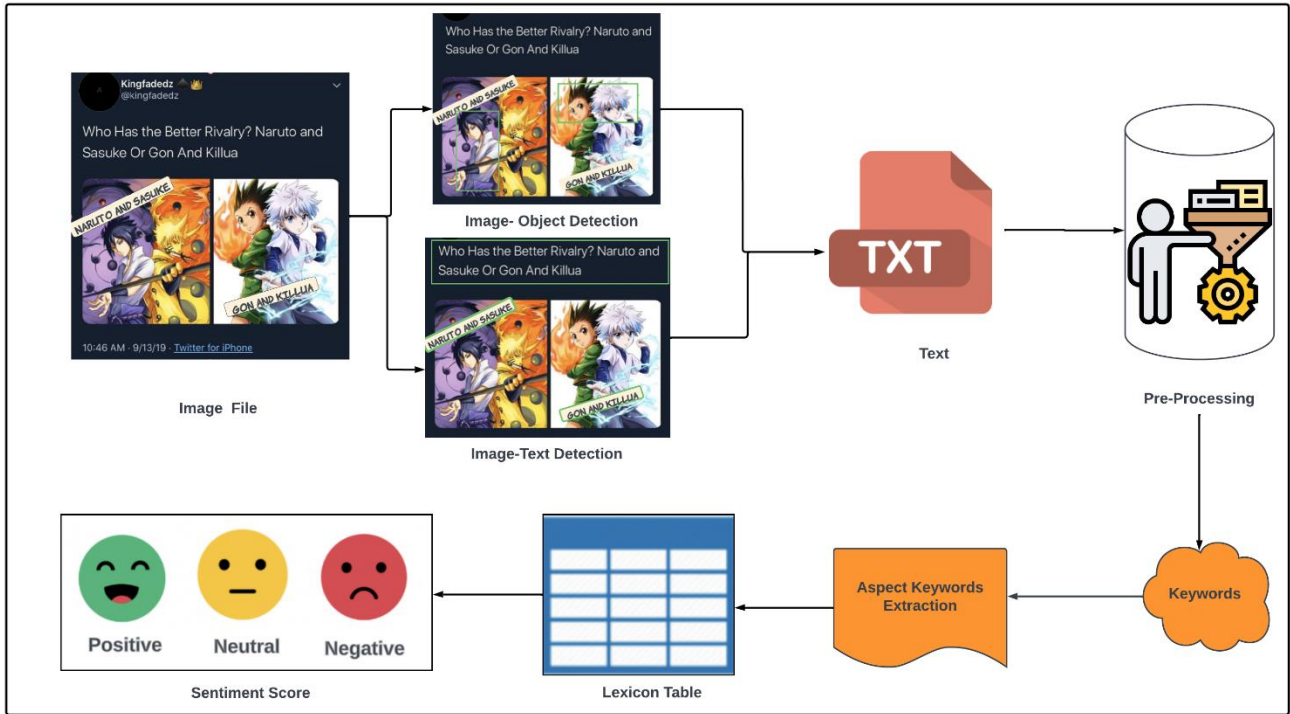 Kingfadedz
@kingfadedz
Who Has the Better Rivalry? Naruto and
Sasuke Or Gon And Killua
NARUTO AND SASUKE
GON AND KILLUA
10:46 AM · 9/13/19 · Twitter for iPhone
Image File
Who Has the Better Rivalry? Naruto and
Sasuke Or Gon And Killua
NARUTO AND SASUKE
GON AND KILLUA
Image- Object Detection
Who Has the Better Rivalry? Naruto and
Sasuke Or Gon And Killua
NARUTO AND SASUKE
GON AND KILLUA
Image-Text Detection
TXT
Text
Pre-Processing
Keywords
Aspect Keywords
Extraction
Lexicon Table
Positive
Neutral
Negative
Sentiment Score